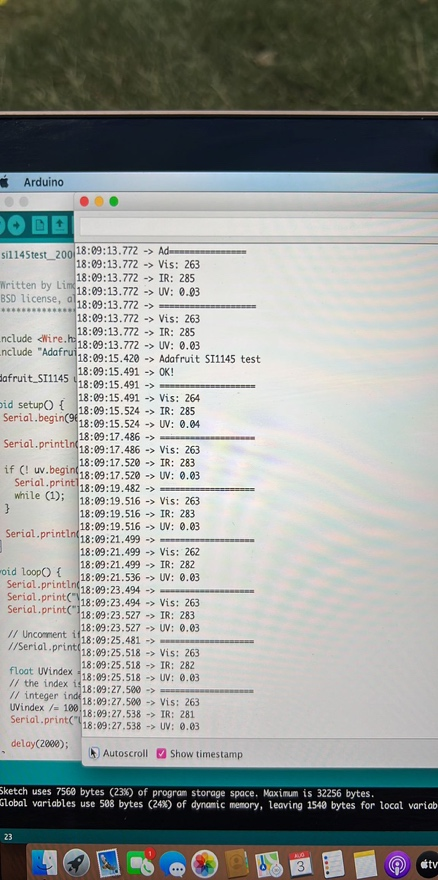 Arduino
18:09:13.772 -> Ad===============
18:09:13.772 -> Vis: 263
18:09:13.772 -> IR: 285
18:09:13.772 -> UV: 0.03
18:09:13.772 -> =================
18:09:13.772 -> Vis: 263
18:09:13.772 -> IR: 285
18:09:13.772 -> UV: 0.03
18:09:15.420 -> Adafruit SI1145 test
18:09:15.491 -> OK!
18:09:15.491 -> =================
18:09:15.491 -> Vis: 264
18:09:15.524 -> IR: 285
18:09:15.524 -> UV: 0.04
18:09:17.486 -> =================
18:09:17.486 -> Vis: 263
18:09:17.520 -> IR: 283
18:09:17.520 -> UV: 0.03
18:09:19.482 -> =================
18:09:19.516 -> Vis: 263
18:09:19.516 -> IR: 283
18:09:19.516 -> UV: 0.03
18:09:21.499 -> =================
18:09:21.499 -> Vis: 262
18:09:21.499 -> IR: 282
18:09:21.536 -> UV: 0.03
18:09:23.494 -> =================
18:09:23.494 -> Vis: 263
18:09:23.527 -> IR: 283
18:09:23.527 -> UV: 0.03
18:09:25.481 -> =================
18:09:25.518 -> Vis: 263
18:09:25.518 -> IR: 282
18:09:25.518 -> UV: 0.03
18:09:27.500 -> =================
18:09:27.500 -> Vis: 263
18:09:27.538 -> IR: 281
18:09:27.538 -> UV: 0.03
Autoscroll Show timestamp
si1145test_200
Written by Lim
BSD license, a
nclude <Wire.h
nclude "Adafru
dafruit_SI1145 u
oid setup() {
Serial.begin(96
Serial.println(
if (! uv.begin(
Serial.print
while (1);
}
Serial.println(
void loop() {
Serial.println(
Serial.print("V
Serial.print("I
// Uncomment if
//Serial.print(
float UVindex =
// the index is
// integer inde
UVindex /= 100.
Serial.print("U
delay(2000);
Sketch uses 7560 bytes (23%) of program storage space. Maximum is 32256 bytes.
Global variables use 508 bytes (24%) of dynamic memory, leaving 1540 bytes for local variab
23
1
AUG
3
tv